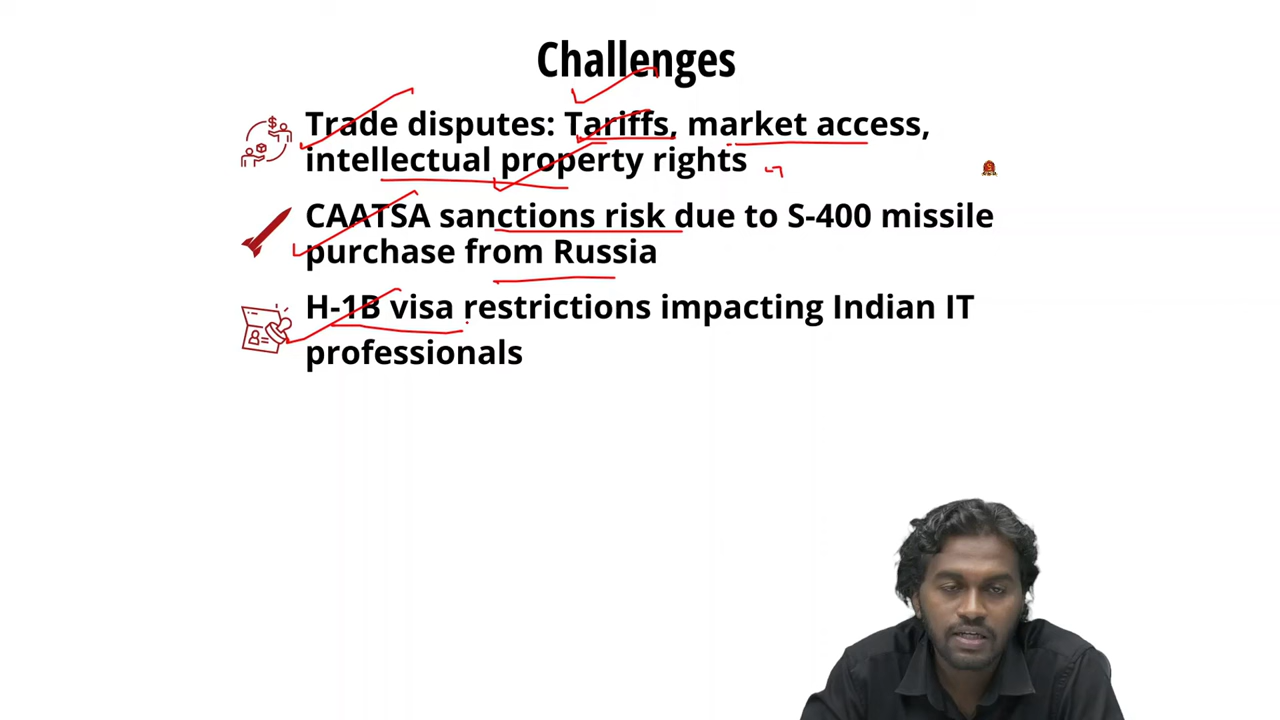 Challenges
Trade disputes: Tariffs, market access,
intellectual property rights
CAATSA sanctions risk due to S-400 missile
purchase from Russia
H-1B visa restrictions impacting Indian IT
professionals